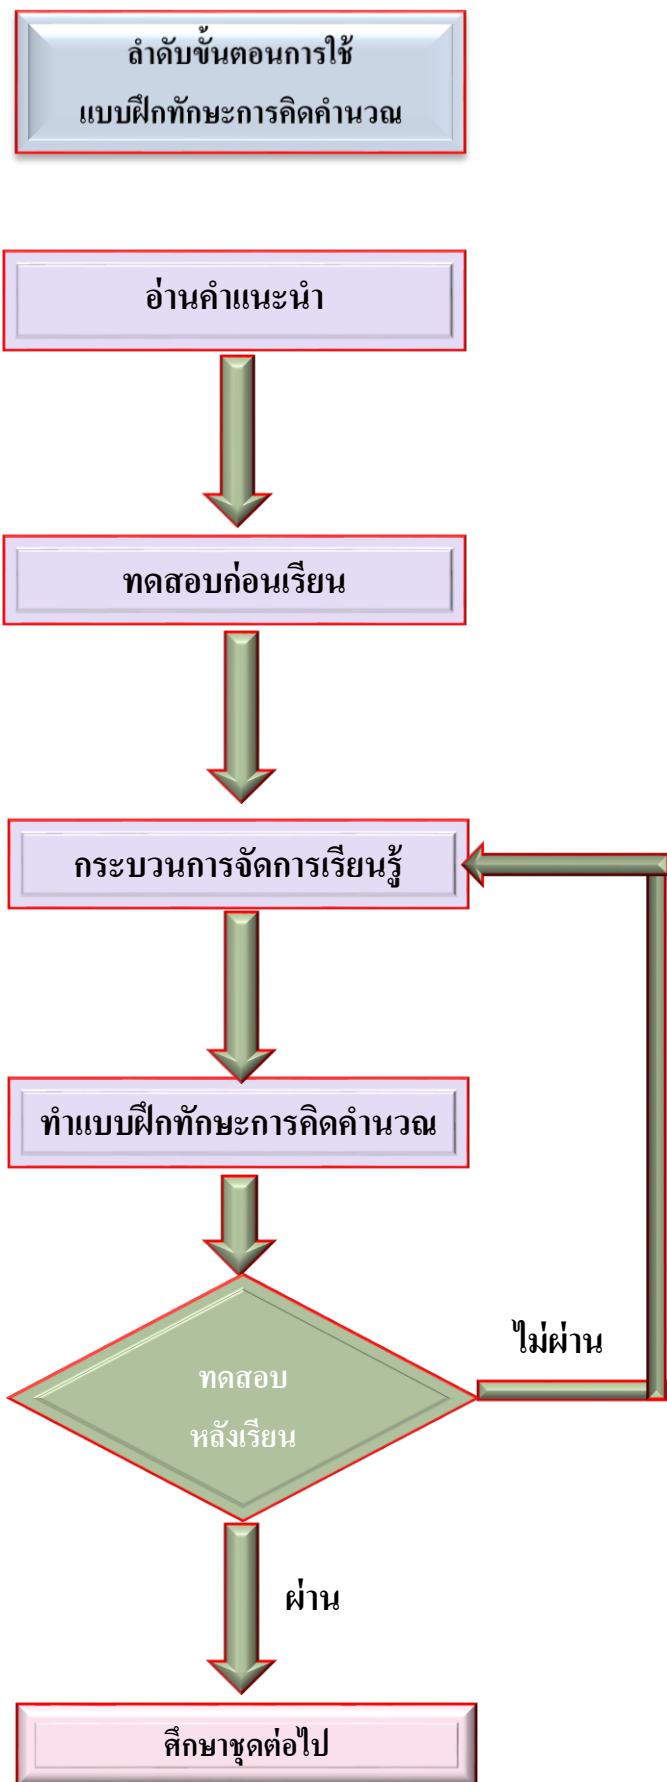 ลำดับขั้นตอนการใช้
แบบฝึกทักษะการคิดคำนวณ
อ่านคำแนะนำ
ทดสอบก่อนเรียน
กระบวนการจัดการเรียนรู้
ทำแบบฝึกทักษะการคิดคำนวณ
ไม่ผ่าน
ทดสอบ
หลังเรียน
ผ่าน
ศึกษาชุดต่อไป